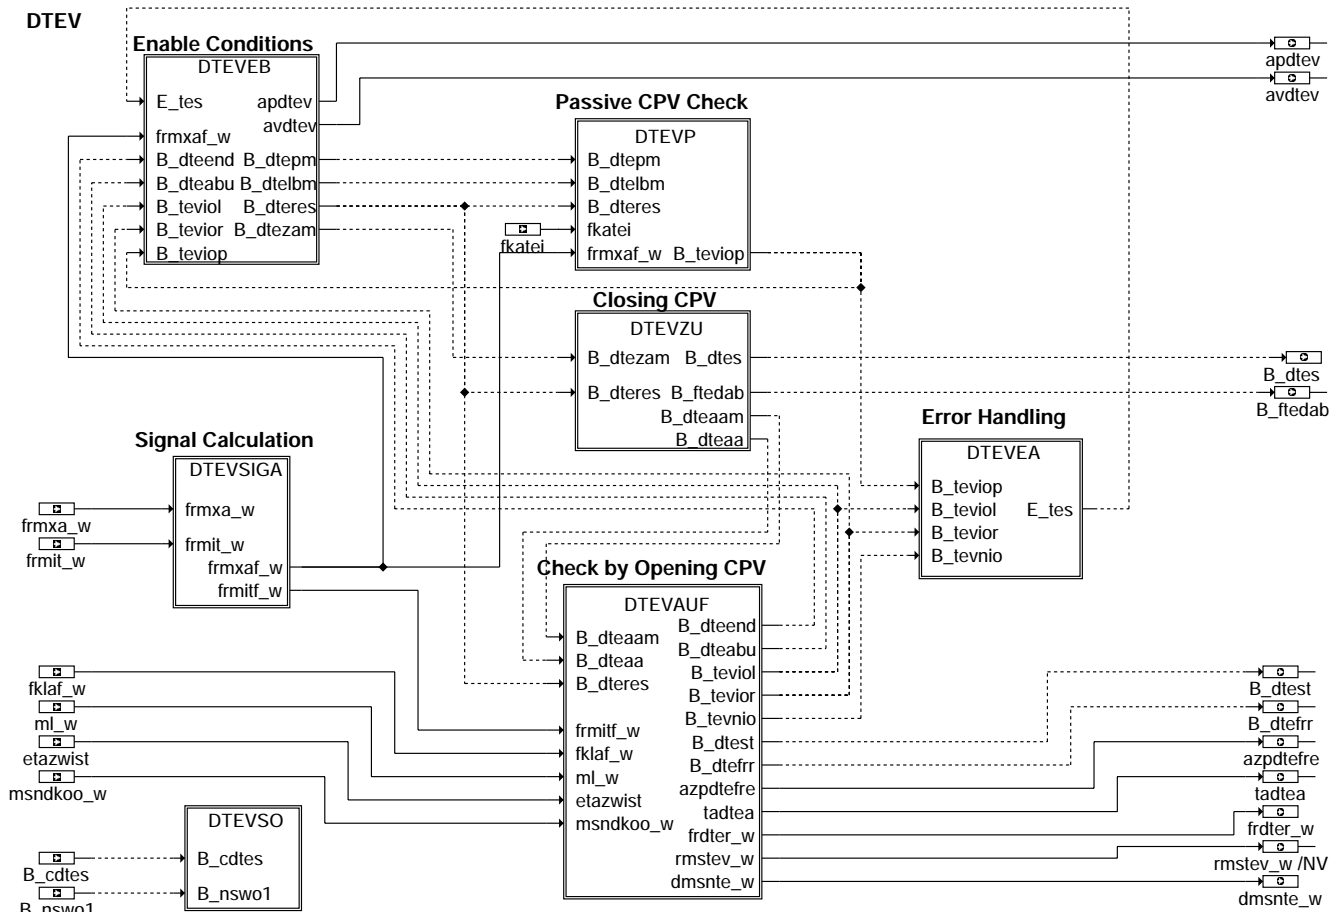 DTEV
Enable Conditions
DTEVEB
E_tes
frmxaf_w
B_dteend
B_dteabu
B_teviol
B_tevior
B_teviop
apdtev
avdtev
B_dtepm
B_dtelbm
B_dteres
B_dtezam
Passive CPV Check
DTEVP
B_dtepm
B_dtelbm
B_dteres
fkatei
frmxaf_w
B_teviop
fkatei
apdtev
avdtev
Closing CPV
DTEVZU
B_dtezam
B_dteres
B_dtes
B_ftedab
B_dteaam
B_dteaa
B_dtes
B_ftedab
Signal Calculation
DTEVSIGA
frmxa_w
frmit_w
frmxaf_w
frmitf_w
frmxa_w
frmit_w
Error Handling
DTEVEA
B_teviop
B_teviol
B_tevior
B_tevnio
E_tes
Check by Opening CPV
DTEVAUF
B_dteaam
B_dteaa
B_dteres
frmitf_w
fklaf_w
ml_w
etazwist
msndkoo_w
B_dteend
B_dteabu
B_teviol
B_tevior
B_tevnio
B_dtest
B_dtefrr
azpdtefre
tadtea
frdter_w
rmstev_w
dmsnte_w
fklaf_w
ml_w
etazwist
msndkoo_w
B_dtest
B_dtefrr
azpdtefre
tadtea
frdter_w
rmstev_w /NV
dmsnte_w
DTEVSO
B_cdtes
B_nswo1
B_cdtes
B_nswo1